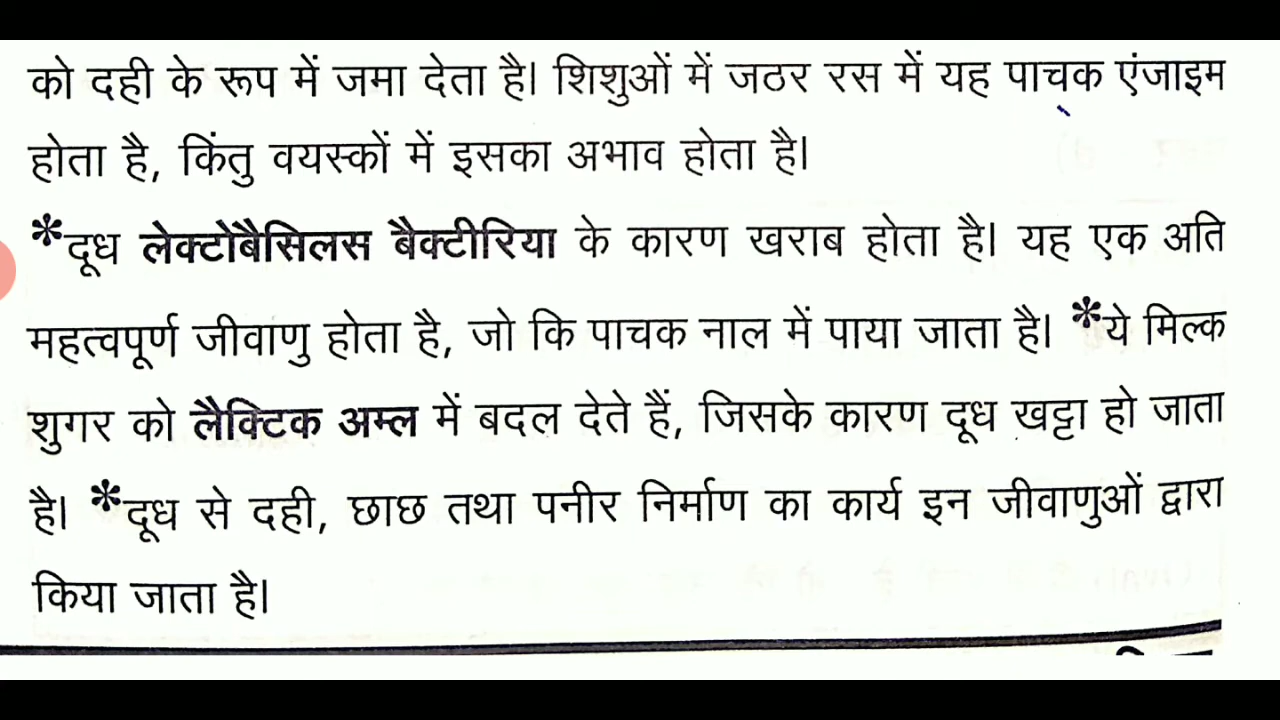 को दही के रूप में जमा देता है। शिशुओं में जठर रस में यह पाचक एंजाइम
होता है, किंतु वयस्कों में इसका अभाव होता है।
*दूध लेक्टोबैसिलस बैक्टीरिया के कारण खराब होता है। यह एक अति
महत्वपूर्ण जीवाणु होता है, जो कि पाचक नाल में पाया जाता है। *ये मिल्क
शुगर को लैक्टिक अम्ल में बदल देते हैं, जिसके कारण दूध खट्टा हो जाता
है। *दूध से दही, छाछ तथा पनीर निर्माण का कार्य इन जीवाणुओं द्वारा
किया जाता है।